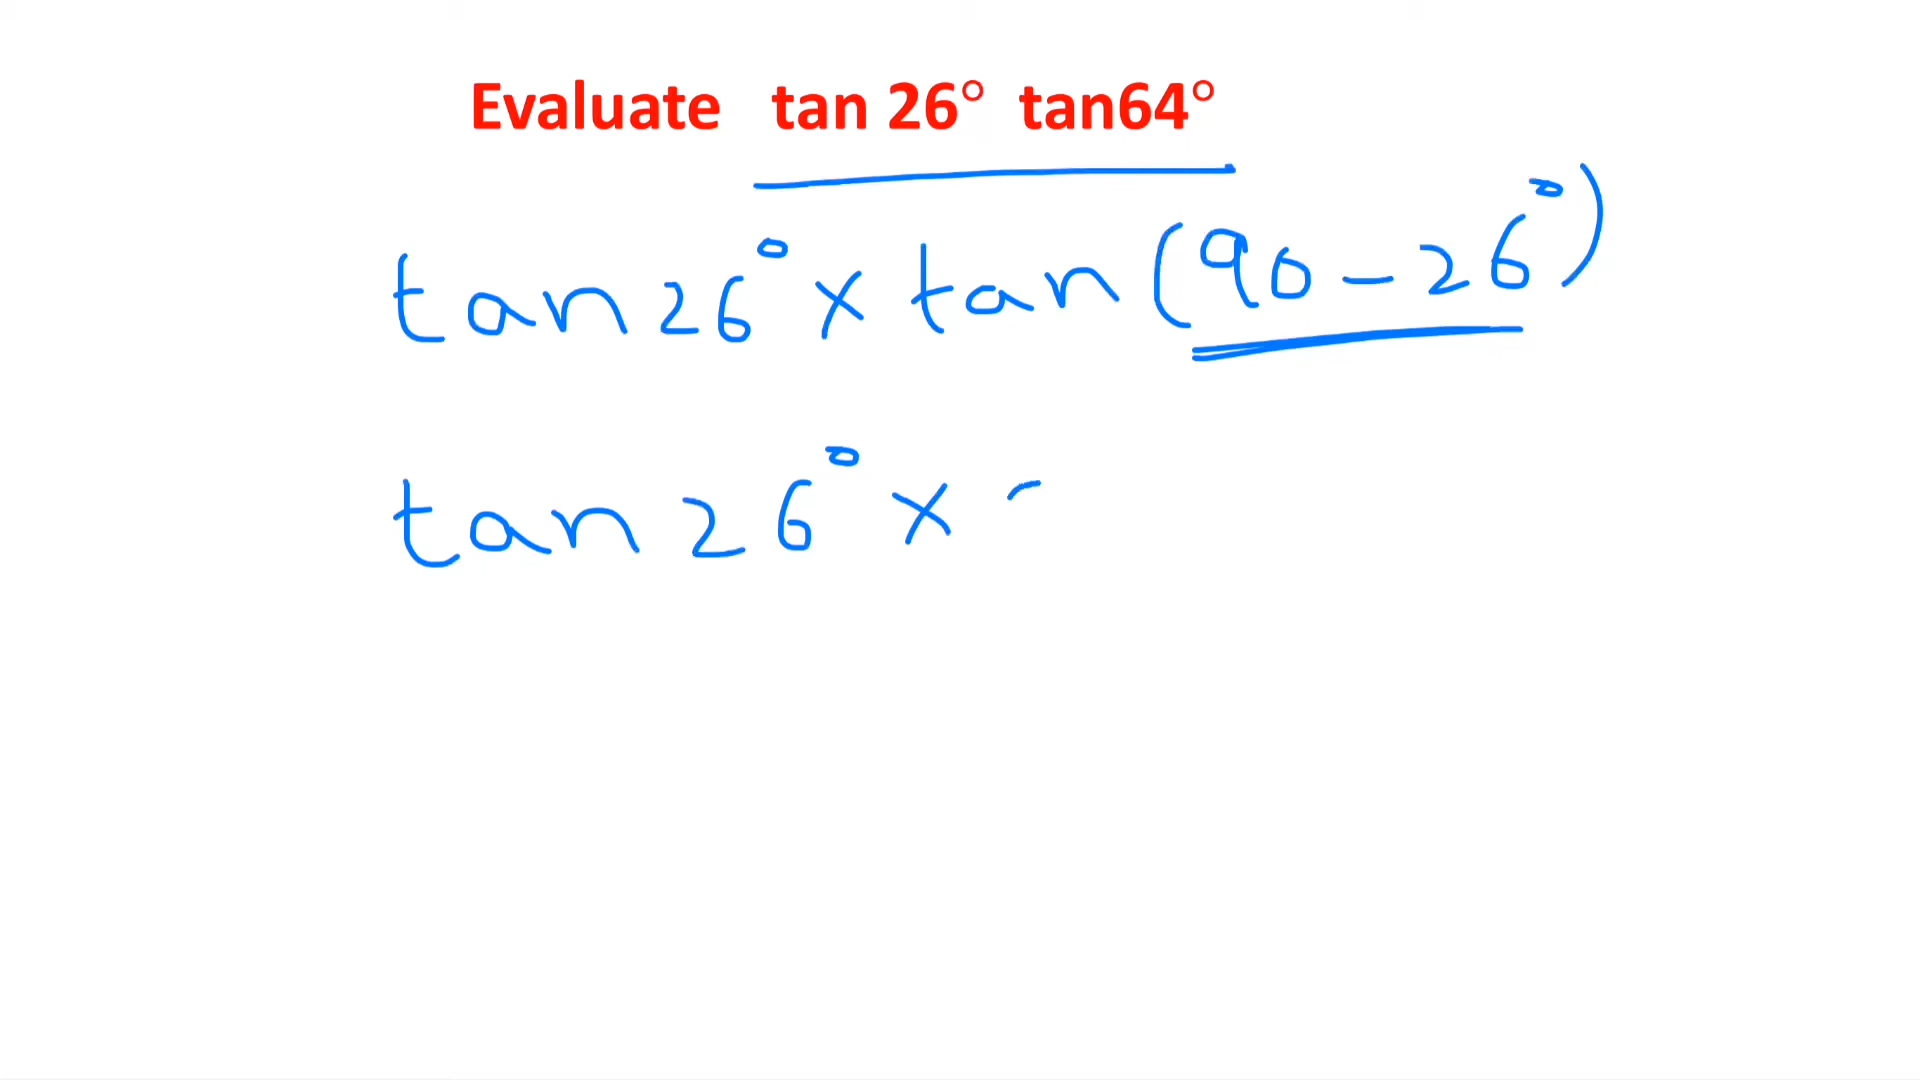 Evaluate tan 26° tan64°
tan 26° × tan (90 - 26°)
tan 26° ×